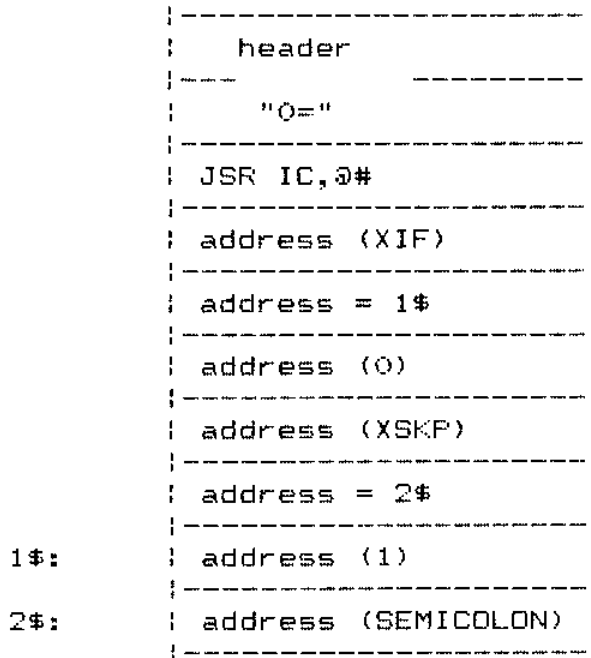 header
"0="
JSR IC,@#
address (XIF)
address = 1$
address (0)
address (XSKP)
address = 2$
1$: address (1)
2$: address (SEMICOLON)